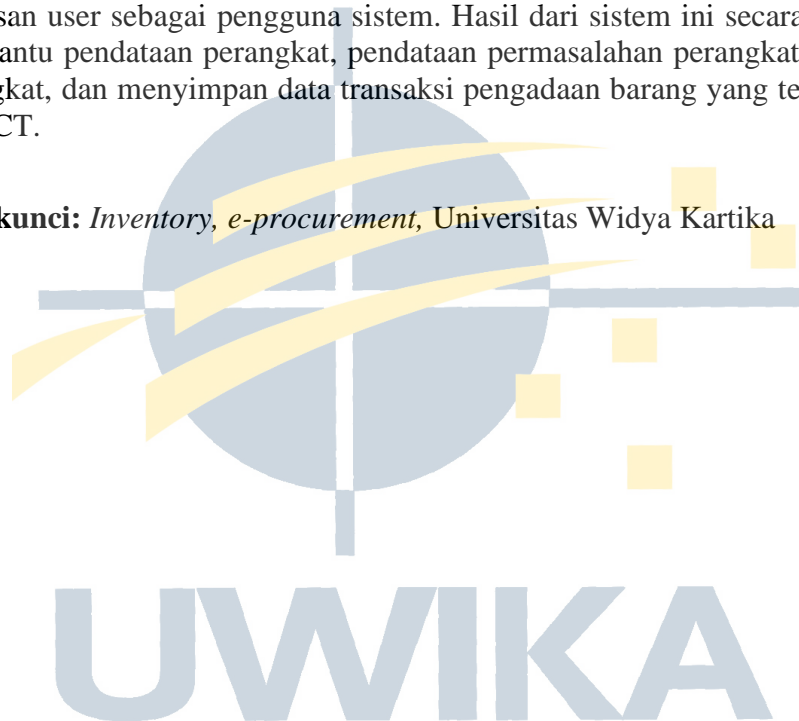 san user sebagai pengguna sistem. Hasil dari sistem ini secara
antu pendataan perangkat, pendataan permasalahan perangkat
gkat, dan menyimpan data transaksi pengadaan barang yang te
CT.
kunci: Inventory, e-procurement, Universitas Widya Kartika
UWIKA